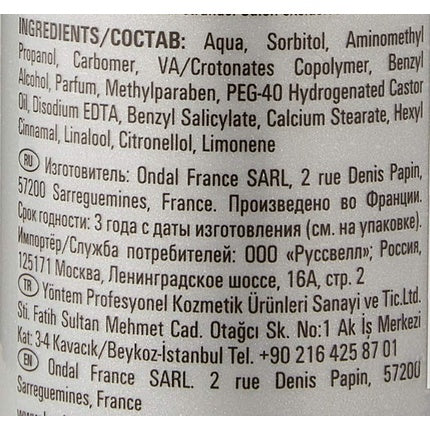 INGREDIENTS/СОСТАВ: Aqua, Sorbitol, Aminomethyl
Propanol, Carbomer, VA/Crotonates Copolymer, Benzyl
Alcohol, Parfum, Methylparaben, PEG-40 Hydrogenated Castor
Oil, Disodium EDTA, Benzyl Salicylate, Calcium Stearate, Hexyl
Cinnamal, Linalool, Citronellol, Limonene
RU Изготовитель: Ondal France SARL, 2 rue Denis Papin,
57200 Sarreguemines, France. Произведено во Франции.
Срок годности: 3 года с даты изготовления (см. на упаковке).
Импортёр/Служба потребителей: ООО «Руссвелл»; Россия,
125171 Москва, Ленинградское шоссе, 16А, стр. 2
TR Yöntem Profesyonel Kozmetik Ürünleri Sanayi ve Tic.Ltd.
Sti. Fatih Sultan Mehmet Cad. Otağcı Sk. No:1 Ak İş Merkezi
Kat: 3-4 Kavacık/Beykoz-İstanbul Tel: +90 216 425 87 01
EN Ondal France SARL. 2 rue Denis Papin, 57200
Sarreguemines, France